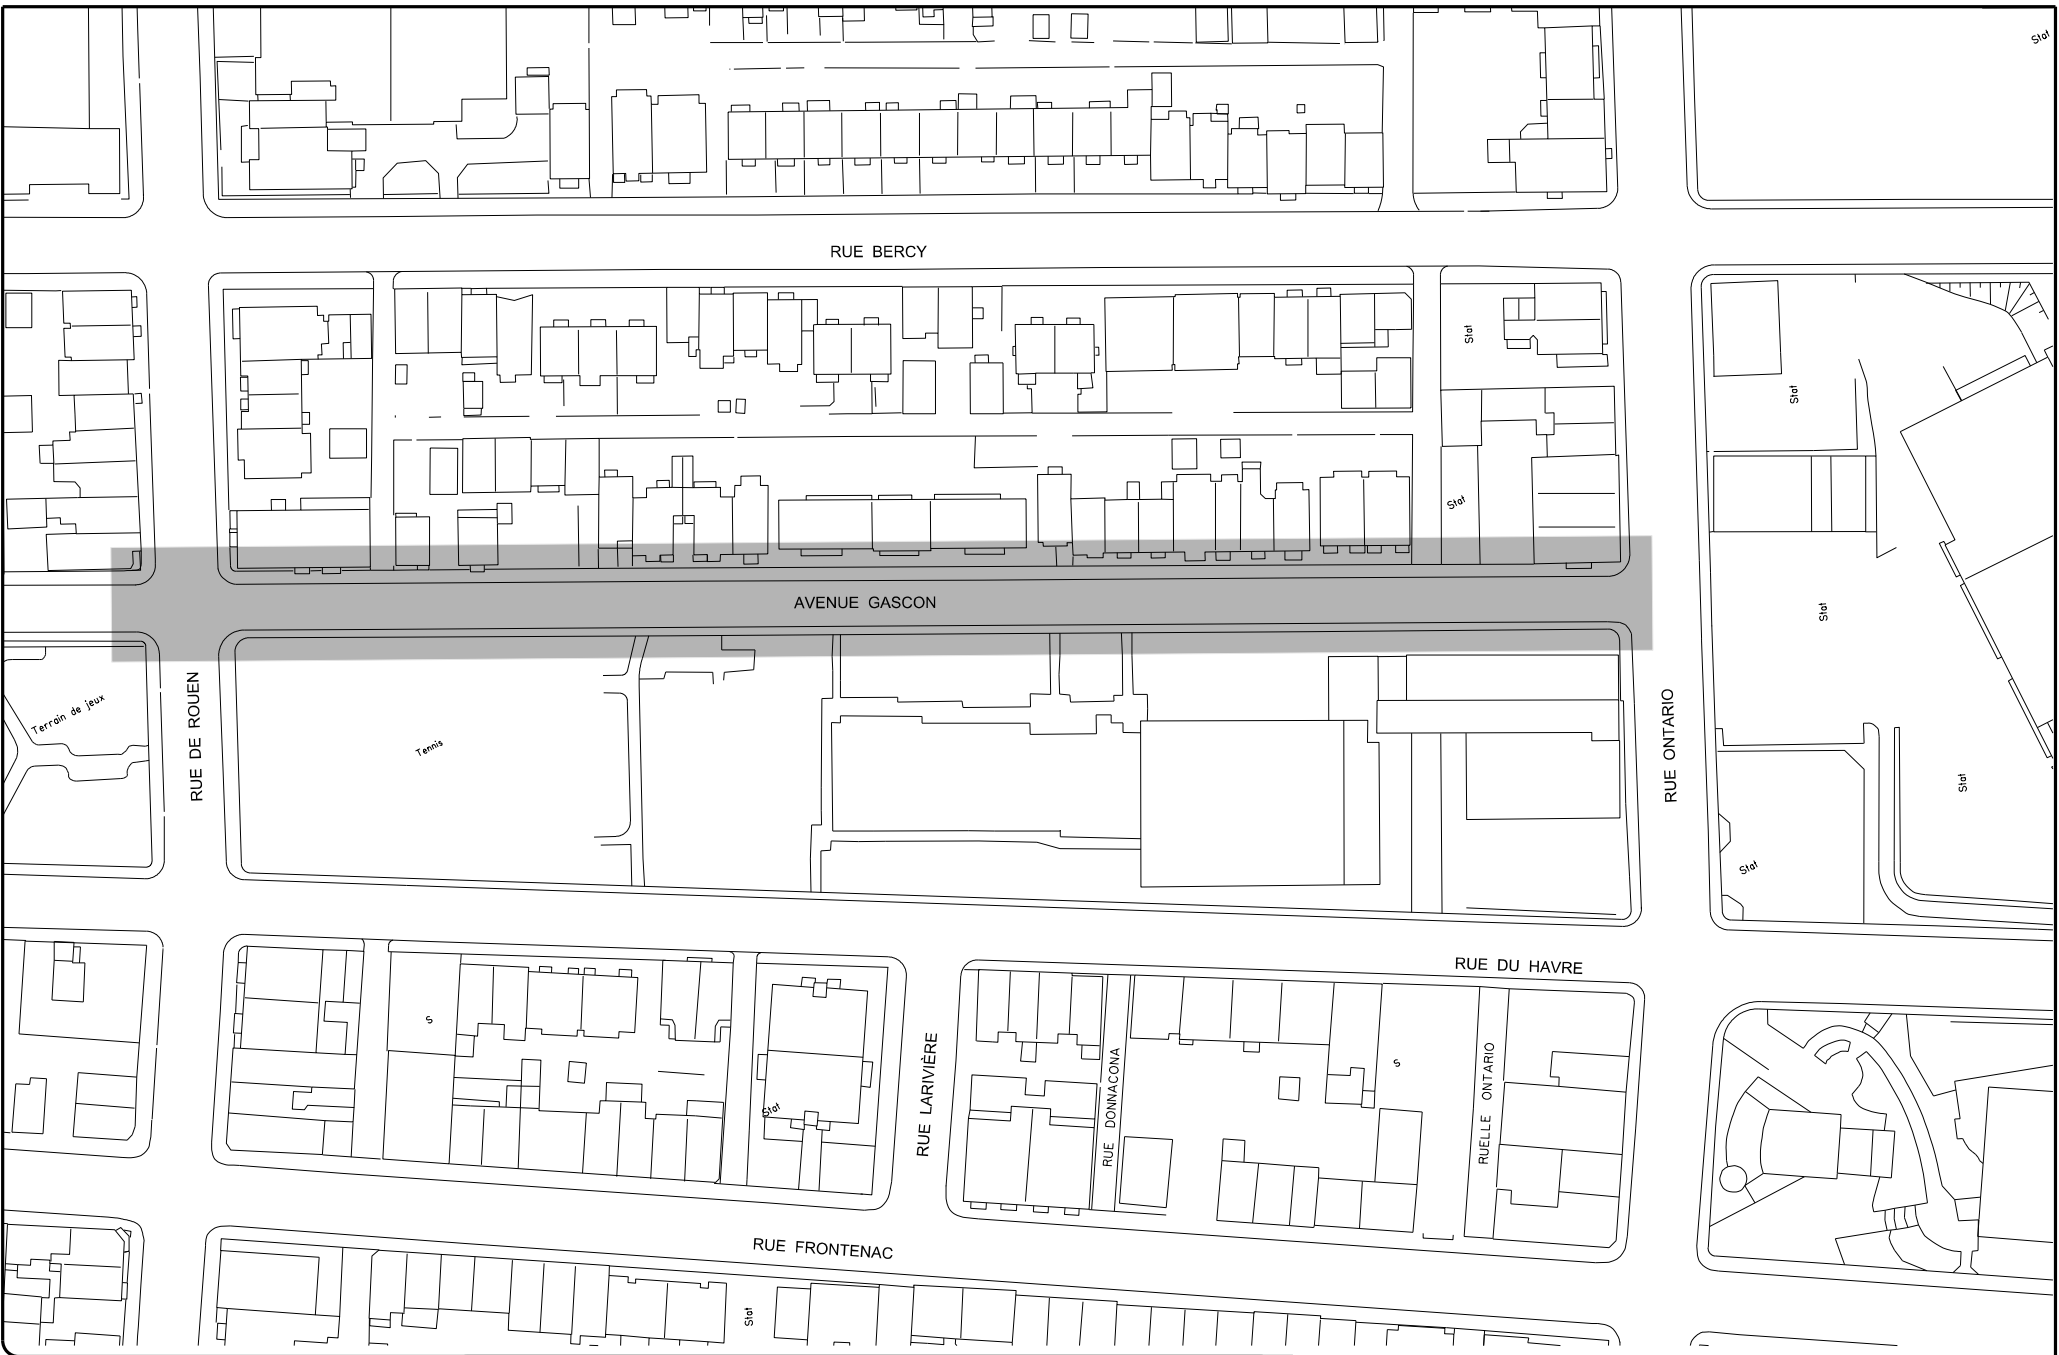 Stat
RUE BERCY
Stat
Stat
Stat
AVENUE GASCON
Stat
RUE DE ROUEN
Terrain de jeux
Tennis
RUE ONTARIO
Stat
Stat
RUE DU HAVRE
S
RUE LARIVIÈRE
RUE DONNACONA
S
RUELLE ONTARIO
Stat
RUE FRONTENAC
Stat